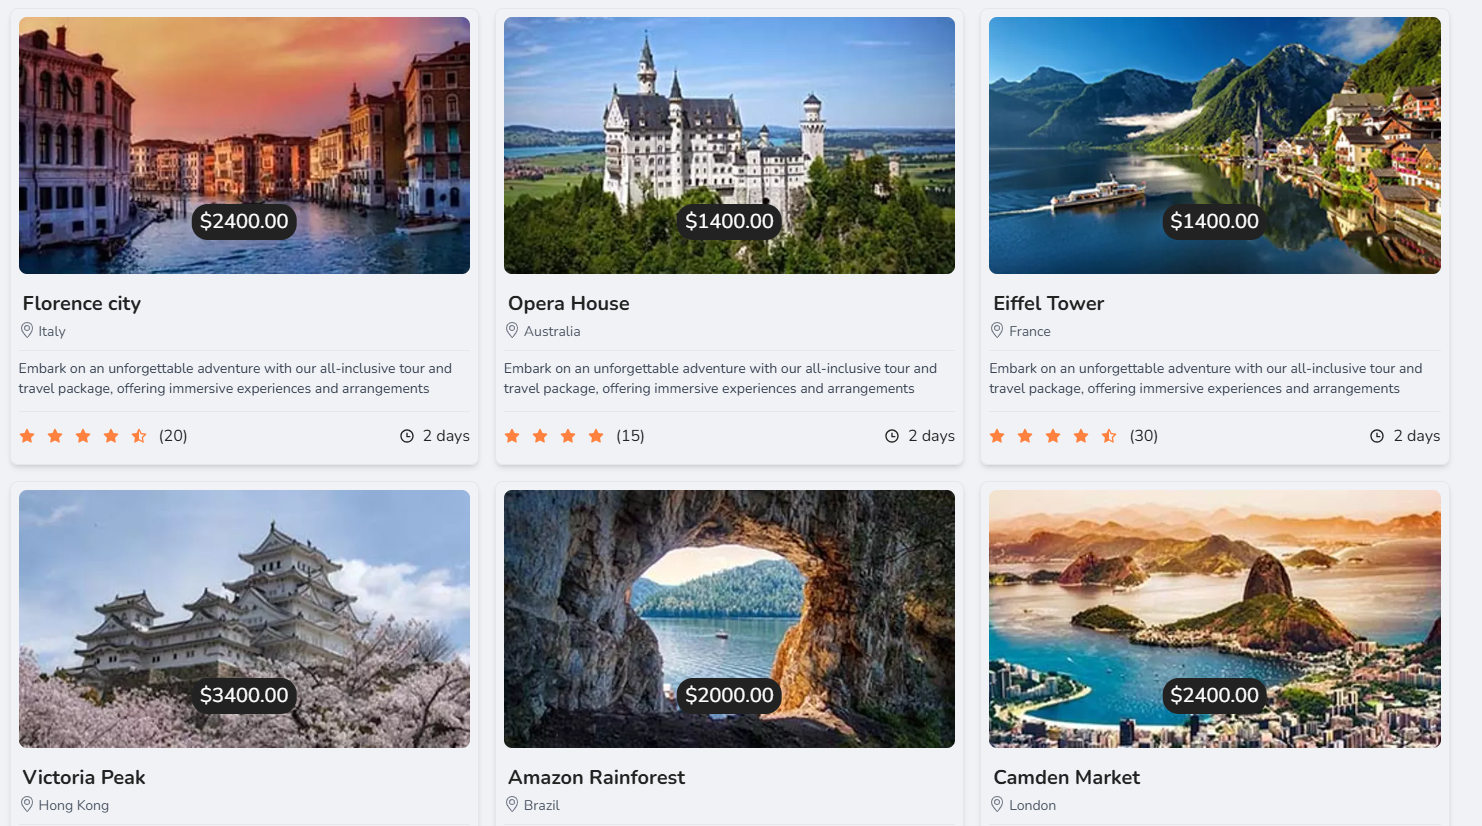 $2400.00
Florence city
Italy
Embark on an unforgettable adventure with our all-inclusive tour and
travel package, offering immersive experiences and arrangements
(20)
2 days
$1400.00
Opera House
Australia
Embark on an unforgettable adventure with our all-inclusive tour and
travel package, offering immersive experiences and arrangements
(15)
2 days
$1400.00
Eiffel Tower
France
Embark on an unforgettable adventure with our all-inclusive tour and
travel package, offering immersive experiences and arrangements
(30)
2 days
$3400.00
Victoria Peak
Hong Kong
$2000.00
Amazon Rainforest
Brazil
$2400.00
Camden Market
London